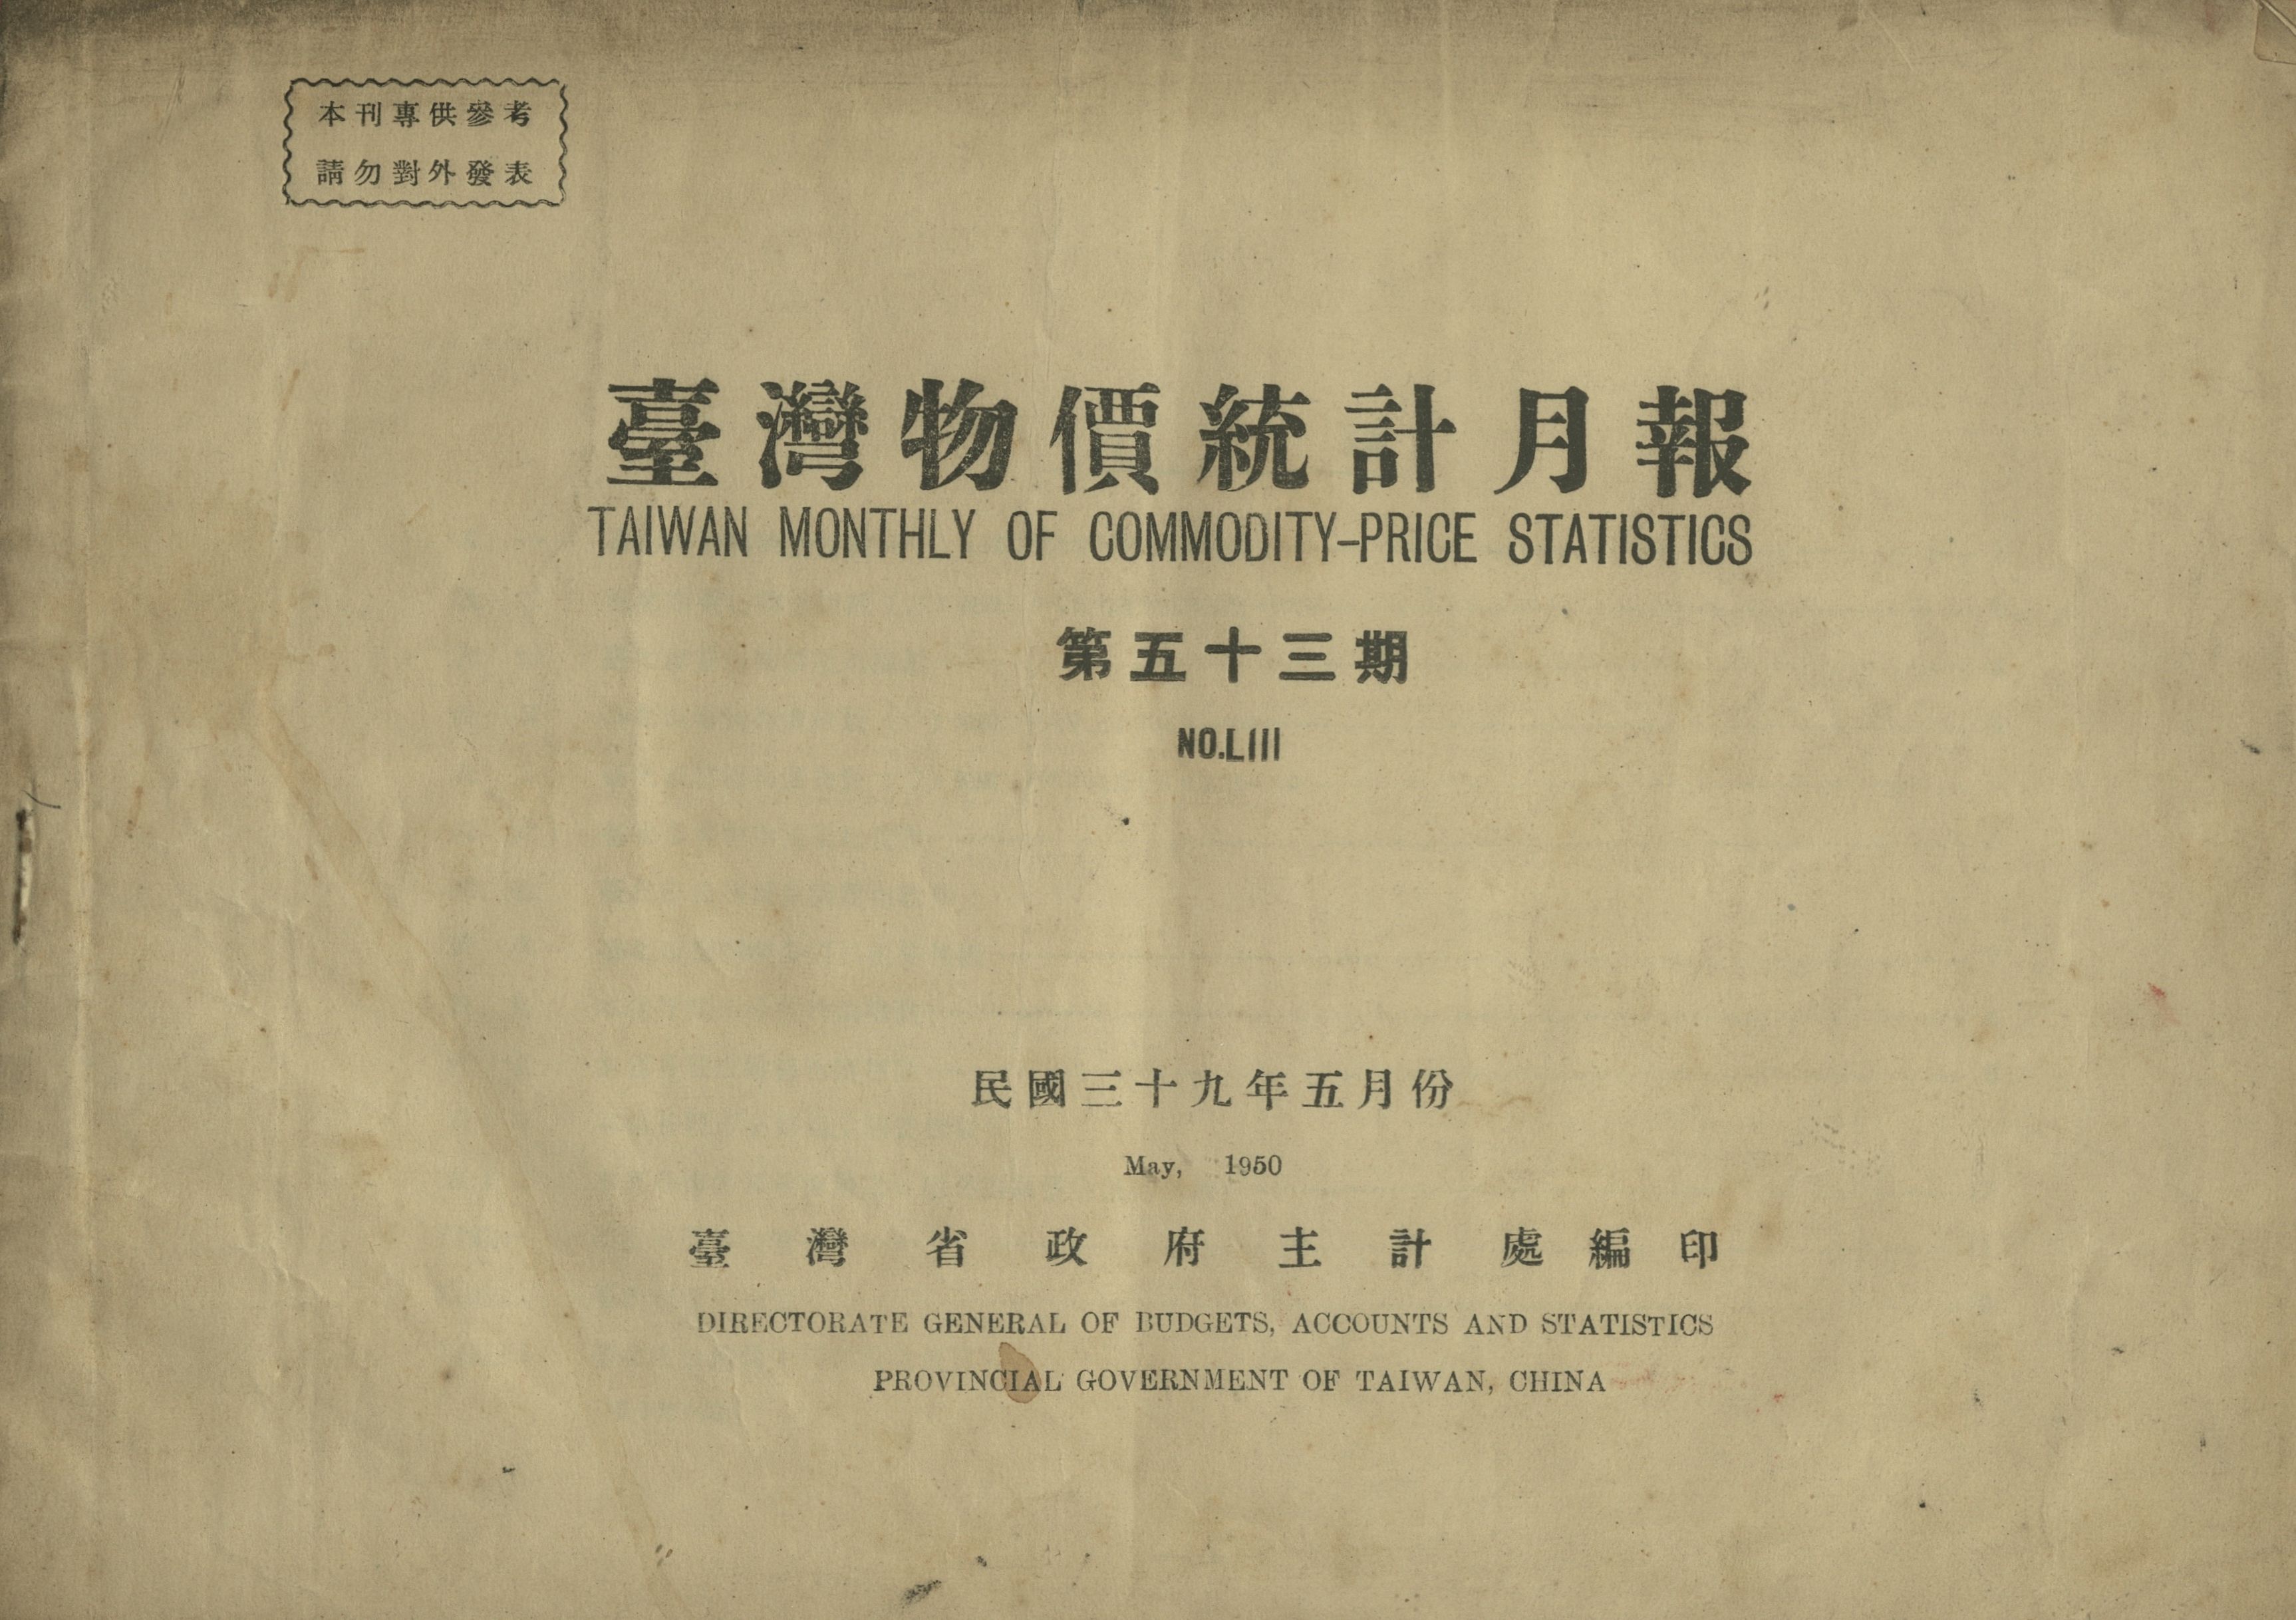 本刊專供參考
請勿對外發表
臺灣物價統計月報
TAIWAN MONTHLY OF COMMODITY-PRICE STATISTICS
第五十三期
NO.LIII
民國三十九年五月份
May, 1950
臺灣省政府主計處編印
DIRECTORATE GENERAL OF BUDGETS, ACCOUNTS AND STATISTICS
PROVINCIAL GOVERNMENT OF TAIWAN, CHINA